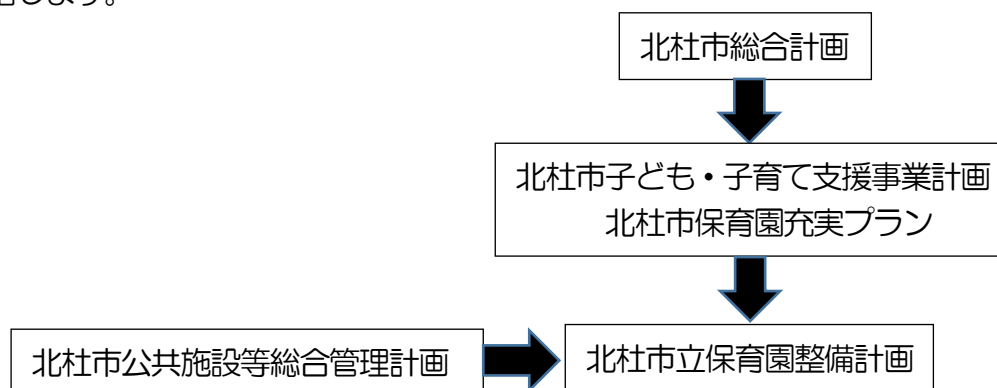 します。
北杜市総合計画
北杜市子ども・子育て支援事業計画
北杜市保育園充実プラン
北杜市公共施設等総合管理計画
北杜市立保育園整備計画